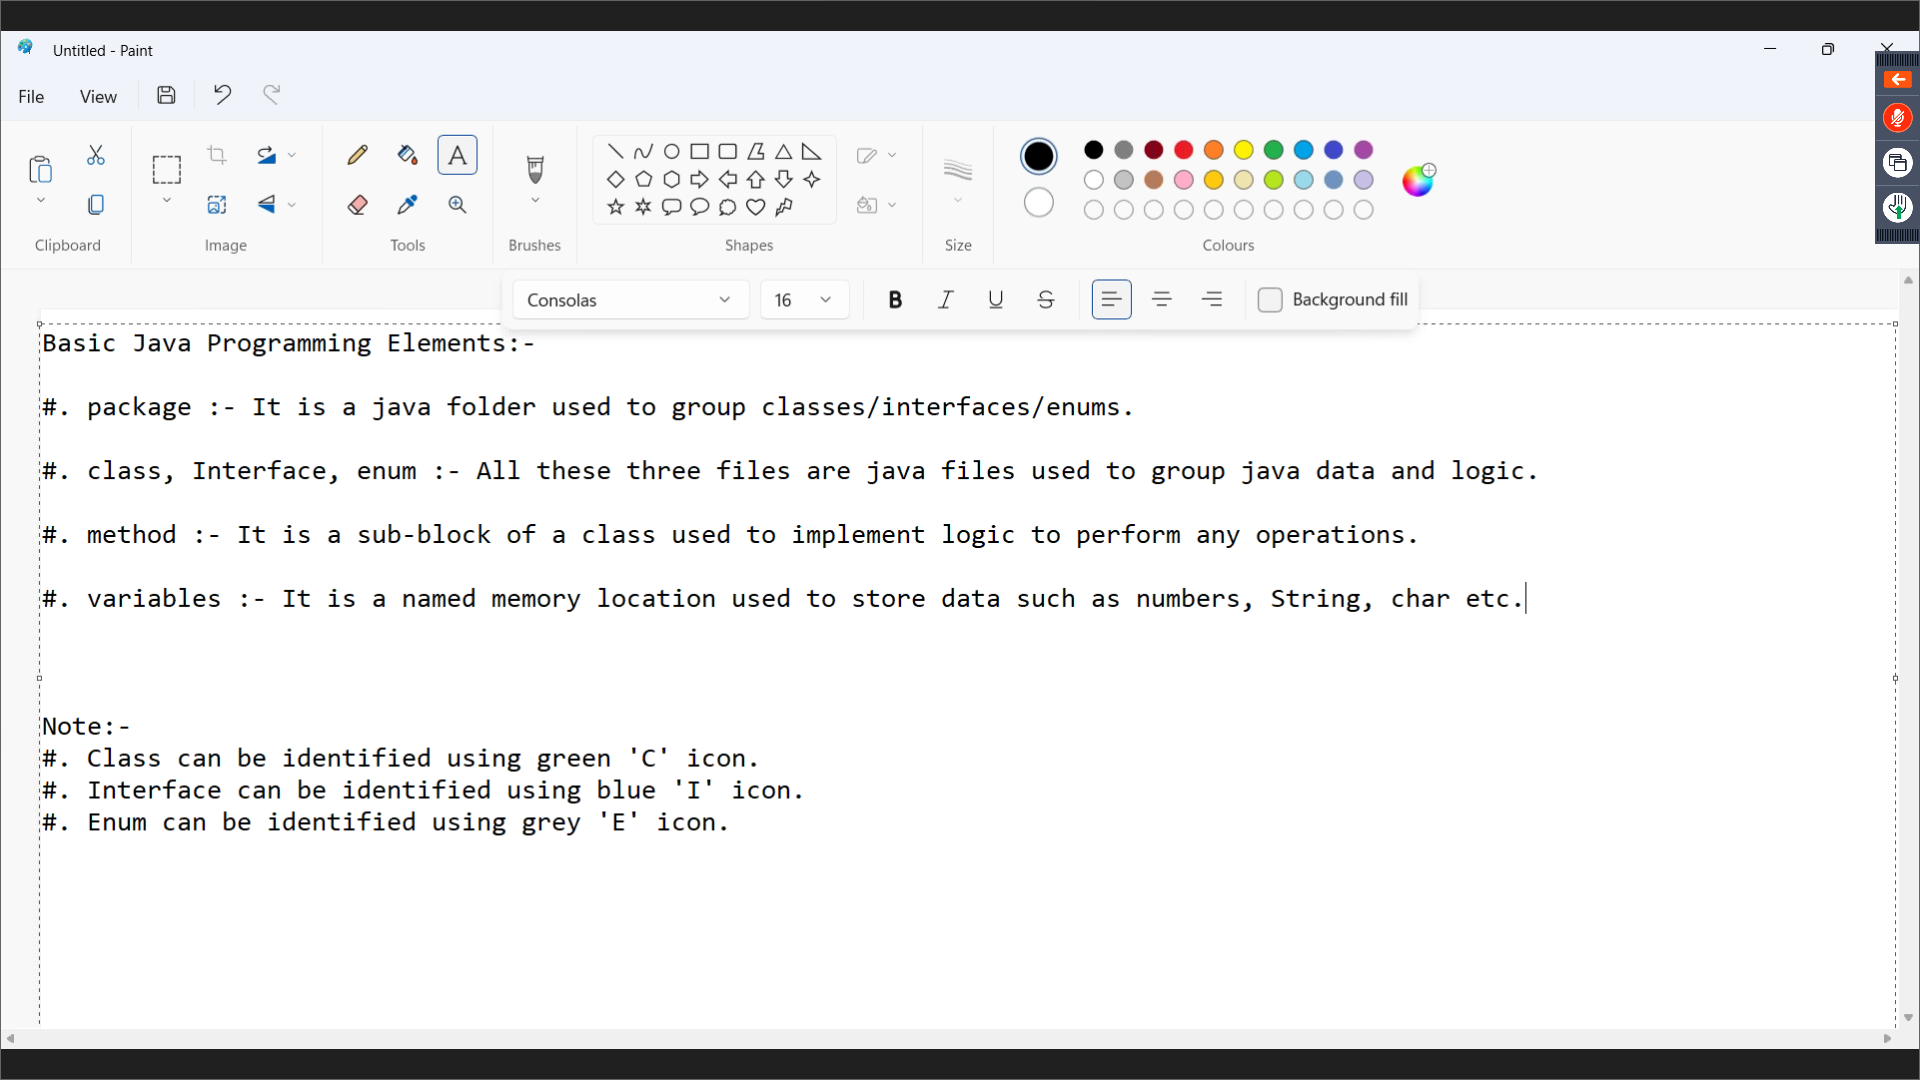 Untitled - Paint
File View
Clipboard Image Tools Brushes Shapes Size Colours
Consolas 16 B I U S Background fill
Basic Java Programming Elements:-
#. package :- It is a java folder used to group classes/interfaces/enums.
#. class, Interface, enum :- All these three files are java files used to group java data and logic.
#. method :- It is a sub-block of a class used to implement logic to perform any operations.
#. variables :- It is a named memory location used to store data such as numbers, String, char etc.
Note:-
#. Class can be identified using green 'C' icon.
#. Interface can be identified using blue 'I' icon.
#. Enum can be identified using grey 'E' icon.